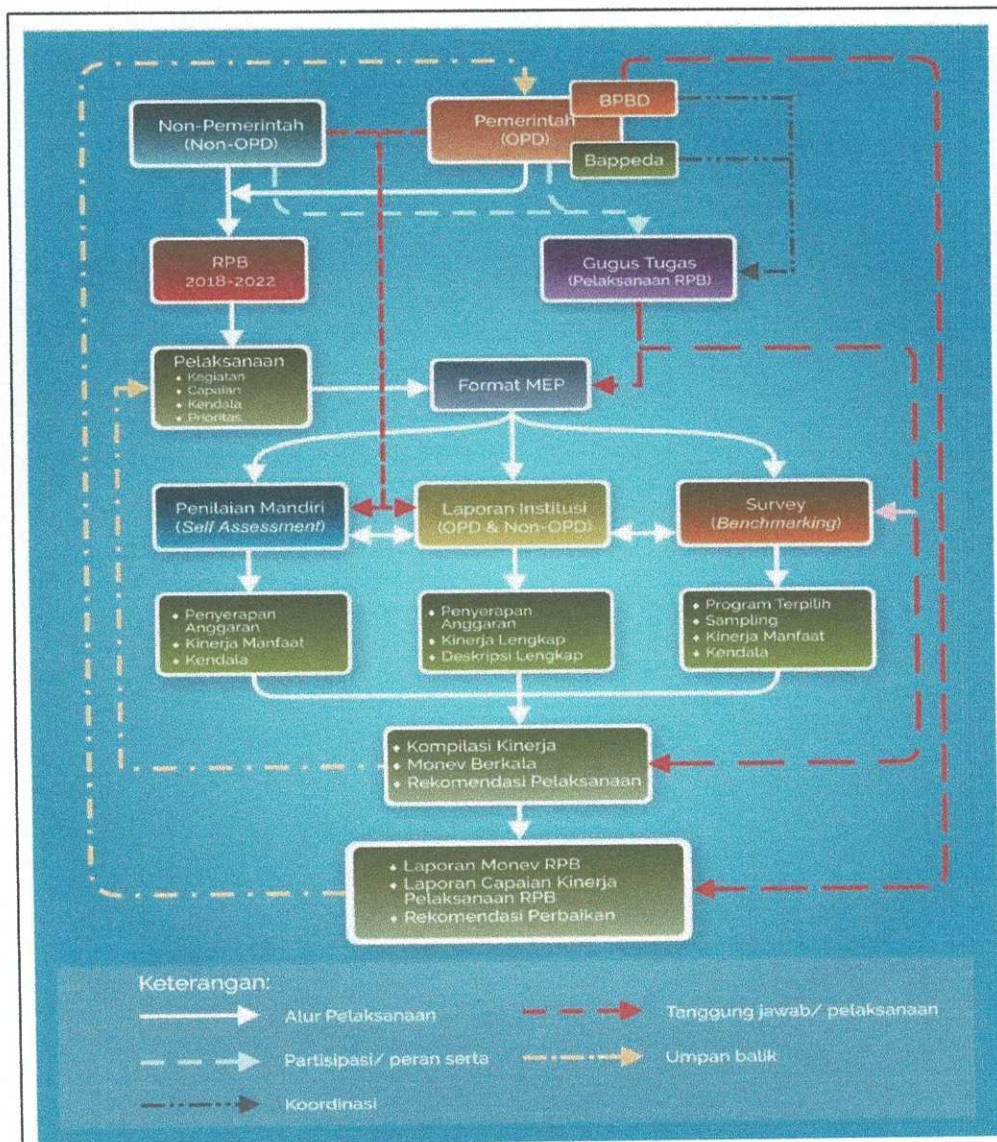 BPBD
Non-Pemerintah
(Non-OPD)
Pemerintah
(OPD)
Bappeda
RPB
2018-2022
Gugus Tugas
(Pelaksanaan RPB)
Pelaksanaan
Kegiatan
Capaian
Kendala
Prioritas
Format MEP
Penilaian Mandiri
(Self Assessment)
Laporan Institusi
(OPD & Non-OPD)
Survey
(Benchmarking)
Penyerapan
Anggaran
Kinerja Manfaat
Kendala
Penyerapan
Anggaran
Kinerja Lengkap
Deskripsi Lengkap
Program Terpilih
Sampling
Kinerja Manfaat
Kendala
Kompilasi Kinerja
Monev Berkala
Rekomendasi Pelaksanaan
Laporan Monev RPB
Laporan Capaian Kinerja
Pelaksanaan RPB
Rekomendasi Perbaikan
Keterangan:
Alur Pelaksanaan
Tanggung jawab/ pelaksanaan
Partisipasi/ peran serta
Umpan balik
Koordinasi